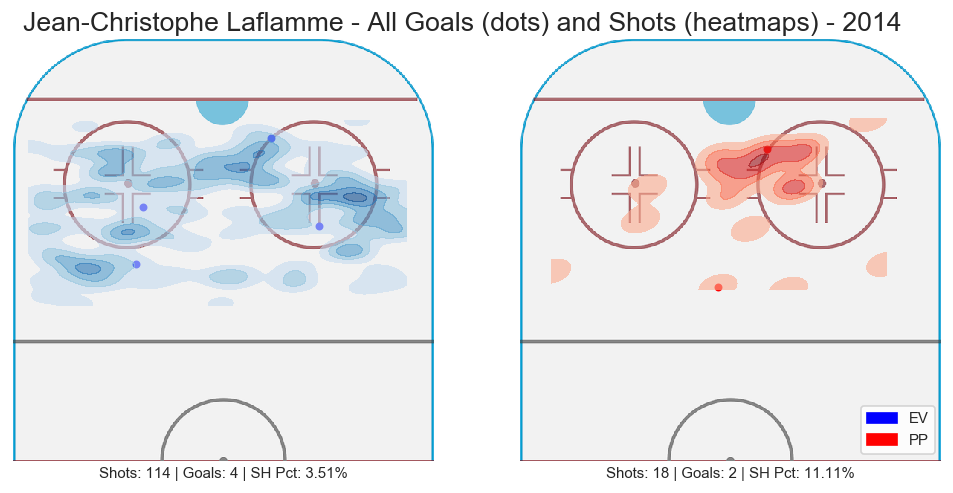 Jean-Christophe Laflamme - All Goals (dots) and Shots (heatmaps) - 2014
EV
PP
Shots: 114 | Goals: 4 | SH Pct: 3.51%
Shots: 18 | Goals: 2 | SH Pct: 11.11%